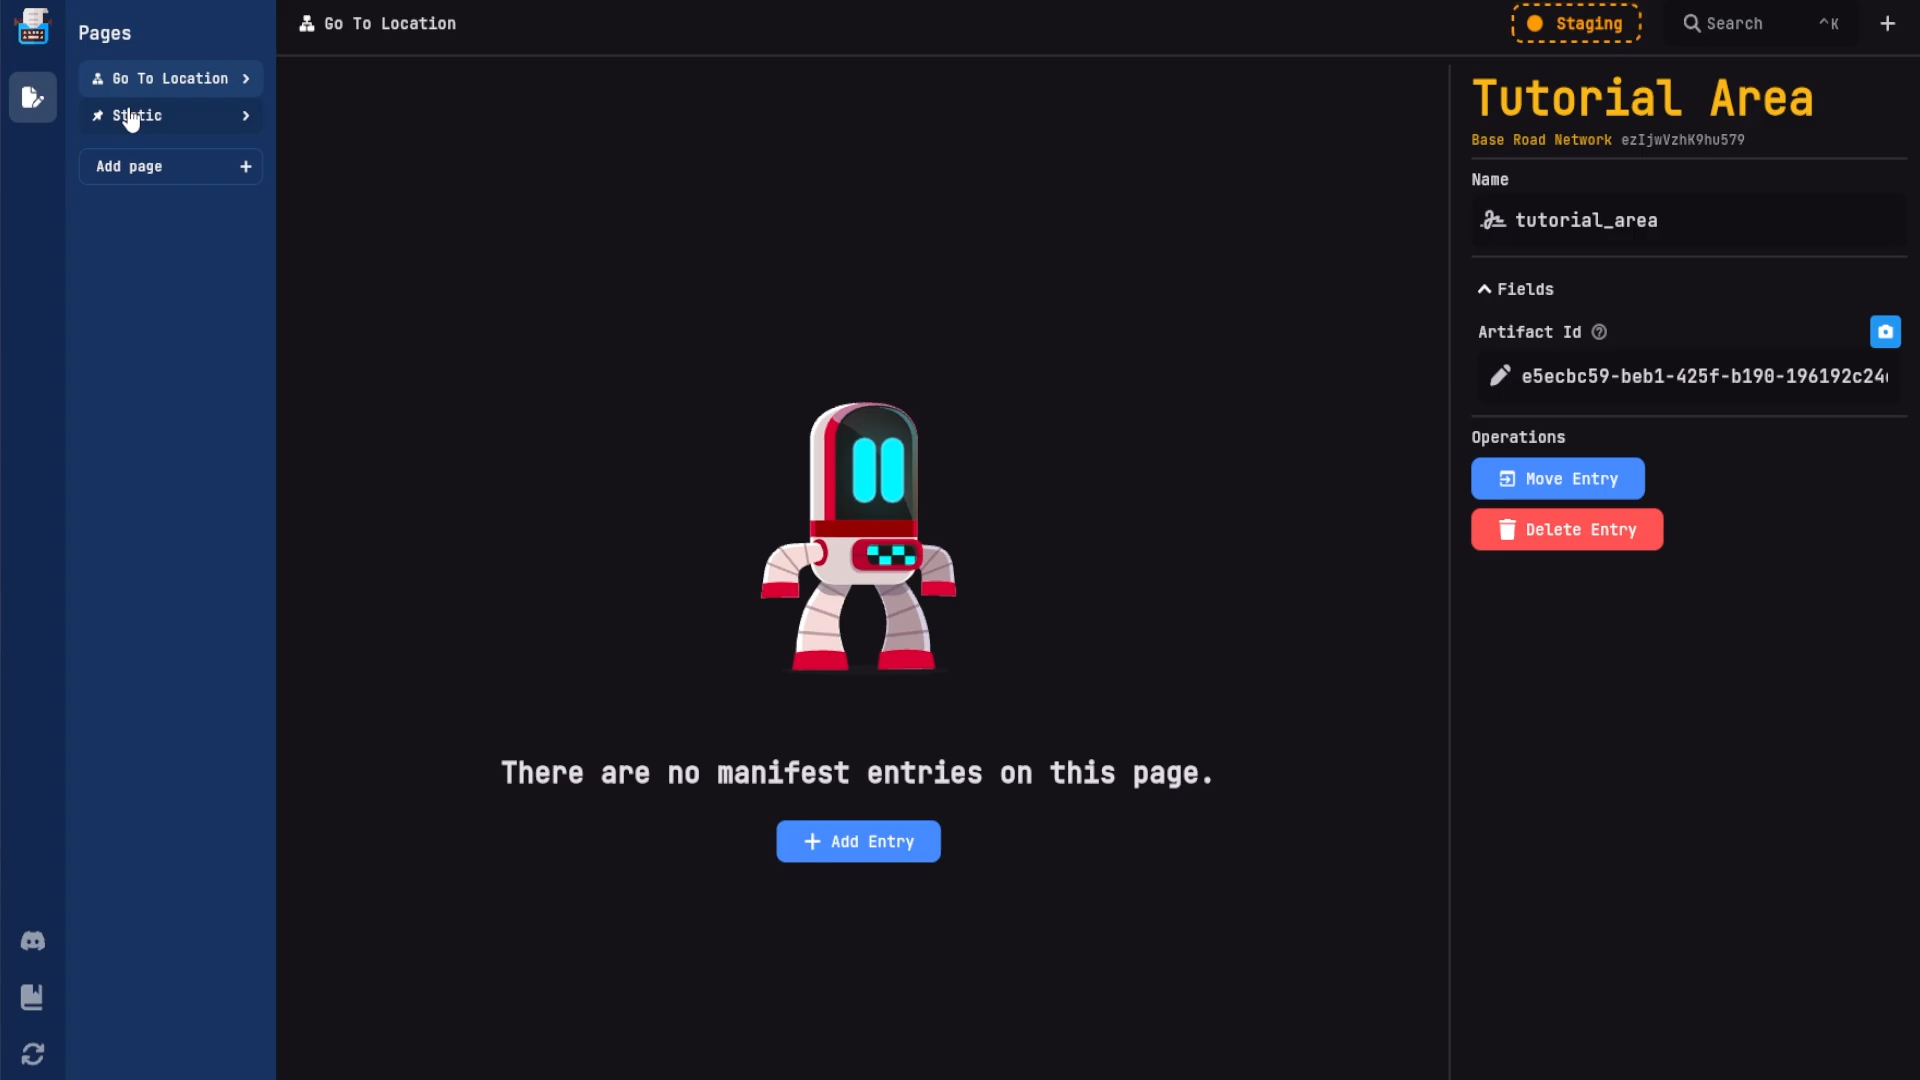 Pages
Go To Location
Static
Add page
Go To Location
Staging
Search
^K
Tutorial Area
Base Road Network ezIjwVzhK9hu579
Name
tutorial_area
Fields
Artifact Id
e5ecbc59-beb1-425f-b190-196192c24
Operations
Move Entry
Delete Entry
There are no manifest entries on this page.
Add Entry